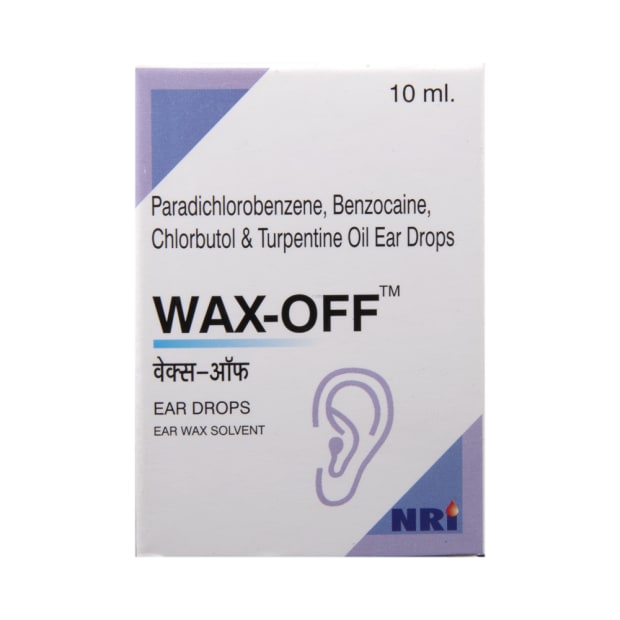 10 ml.
Paradichlorobenzene, Benzocaine,
Chlorbutol & Turpentine Oil Ear Drops
WAX-OFF™
वेक्स-ऑफ
EAR DROPS
EAR WAX SOLVENT
NRI